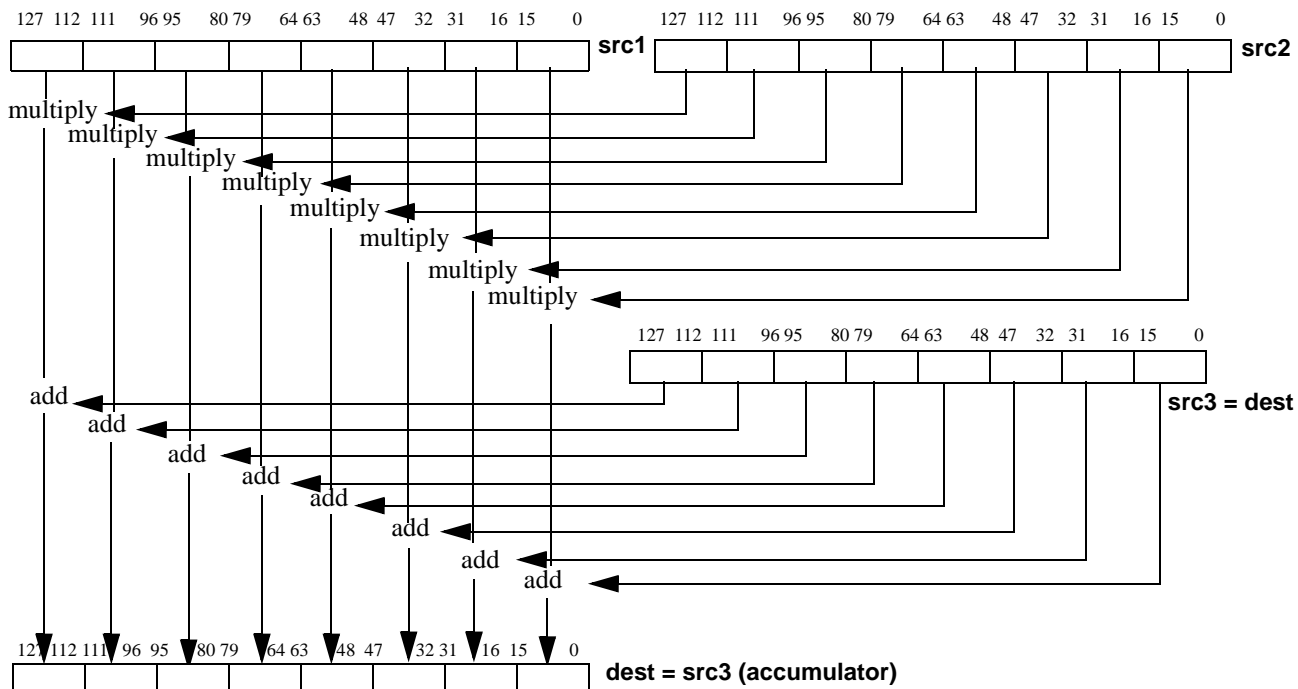 127 112 111 96 95 80 79 64 63 48 47 32 31 16 15 0 127 112 111 96 95 80 79 64 63 48 47 32 31 16 15 0
src1 src2
multiply
multiply
multiply
multiply
multiply
multiply
multiply
multiply
127 112 111 96 95 80 79 64 63 48 47 32 31 16 15 0
src3 = dest
add
add
add
add
add
add
add
add
127 112 111 96 95 80 79 64 63 48 47 32 31 16 15 0
dest = src3 (accumulator)